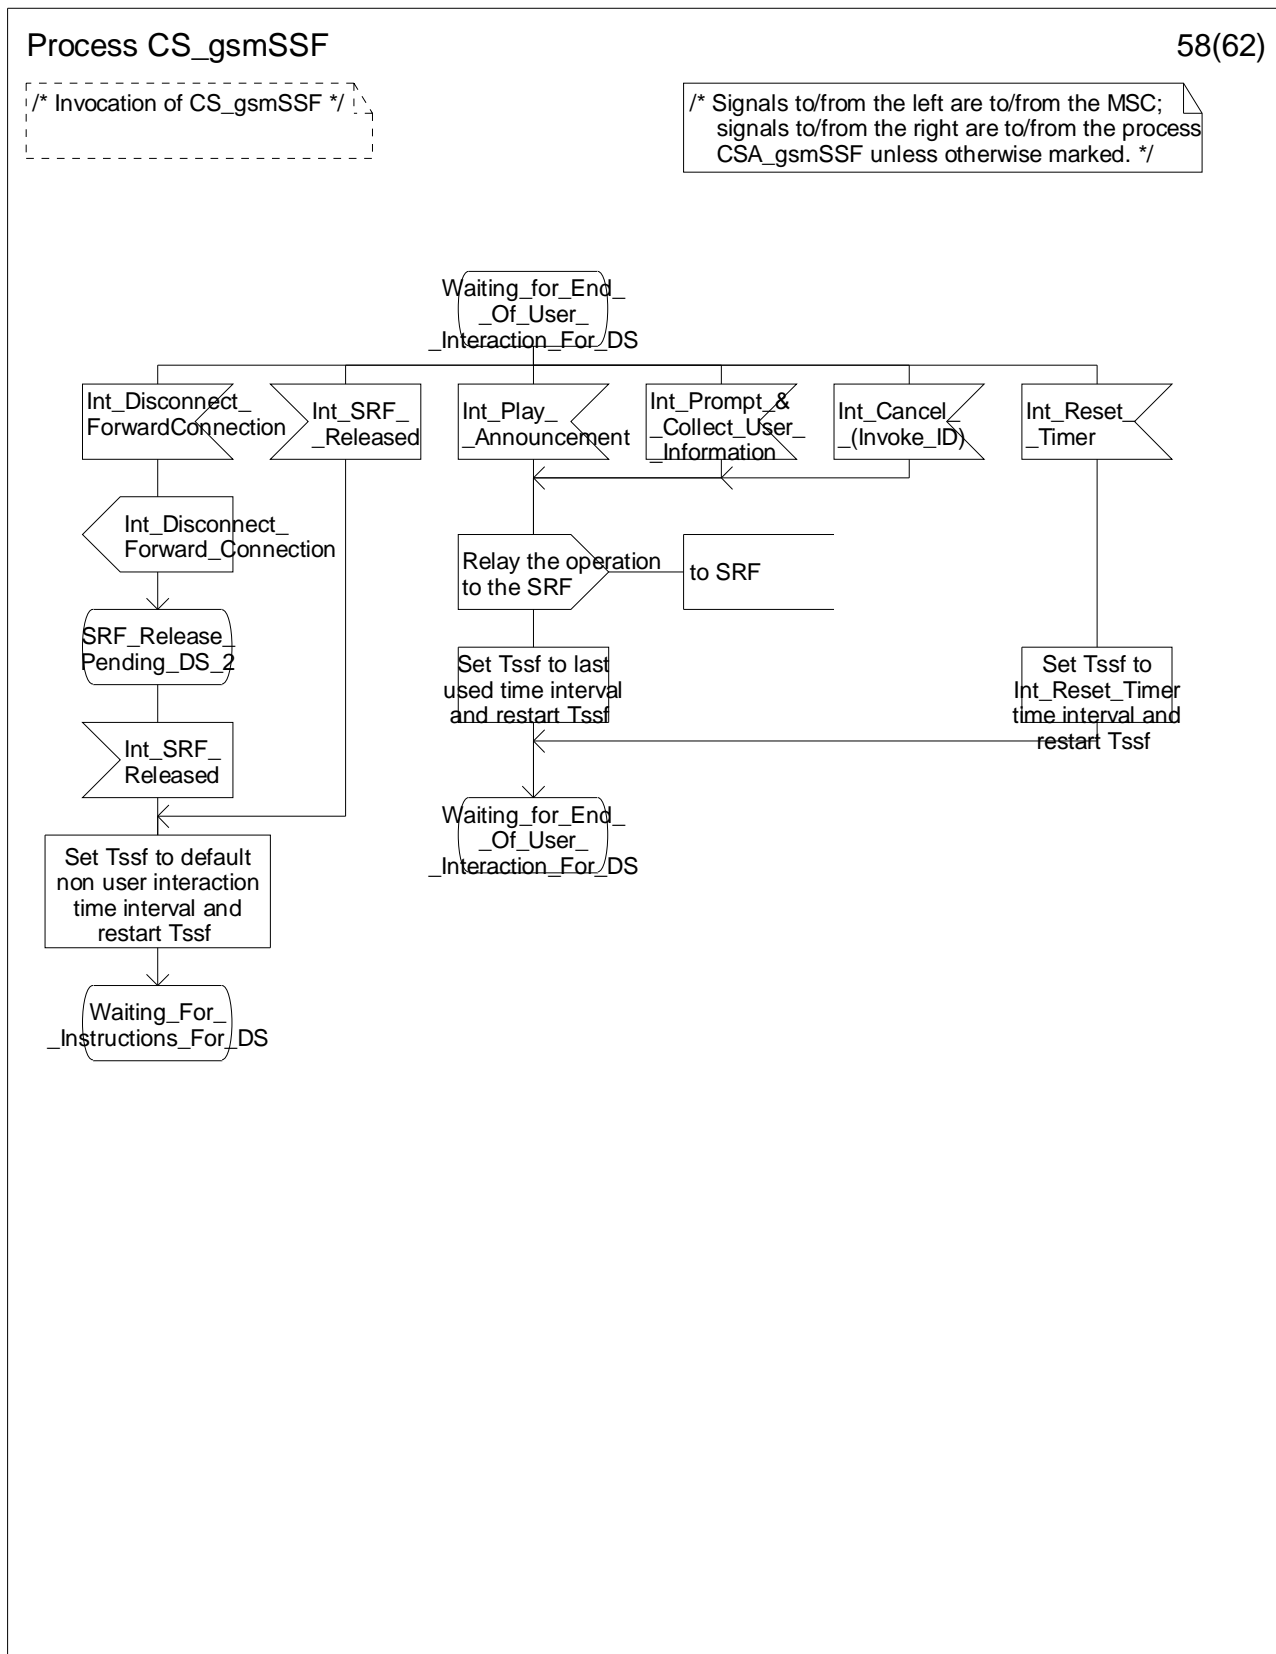 Process CS_gsmSSF
58(62)
/* Invocation of CS_gsmSSF */
/* Signals to/from the left are to/from the MSC;
signals to/from the right are to/from the process
CSA_gsmSSF unless otherwise marked. */
Waiting_for_End_
_Of_User_
_Interaction_For_DS
Int_Disconnect_
ForwardConnection
Int_SRF_
_Released
Int_Play_
_Announcement
Int_Prompt_&
_Collect_User_
_Information
Int_Cancel_
_(Invoke_ID)
Int_Reset_
_Timer
Int_Disconnect_
Forward_Connection
Relay the operation
to the SRF
to SRF
SRF_Release_
Pending_DS_2
Set Tssf to last
used time interval
and restart Tssf
Set Tssf to
Int_Reset_Timer
time interval and
restart Tssf
Int_SRF_
Released
Waiting_for_End_
_Of_User_
_Interaction_For_DS
Set Tssf to default
non user interaction
time interval and
restart Tssf
Waiting_For_
_Instructions_For_DS